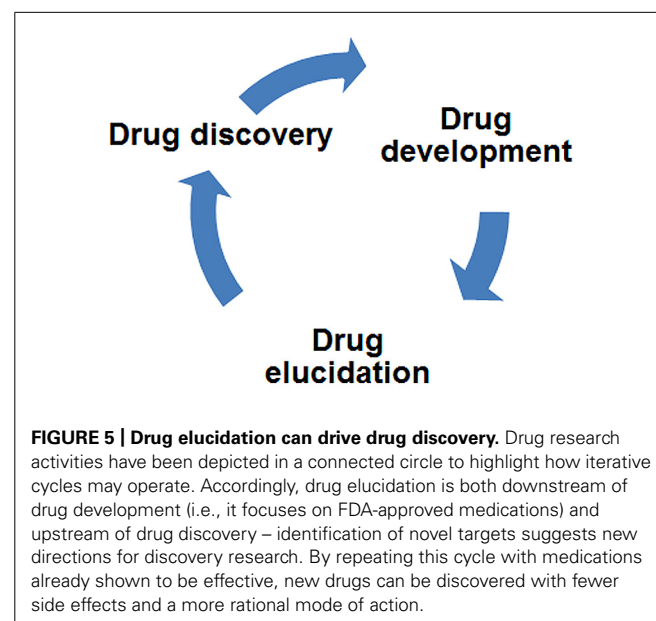 Drug discovery
Drug
development
Drug
elucidation
FIGURE 5 | Drug elucidation can drive drug discovery. Drug research
activities have been depicted in a connected circle to highlight how iterative
cycles may operate. Accordingly, drug elucidation is both downstream of
drug development (i.e., it focuses on FDA-approved medications) and
upstream of drug discovery – identification of novel targets suggests new
directions for discovery research. By repeating this cycle with medications
already shown to be effective, new drugs can be discovered with fewer
side effects and a more rational mode of action.